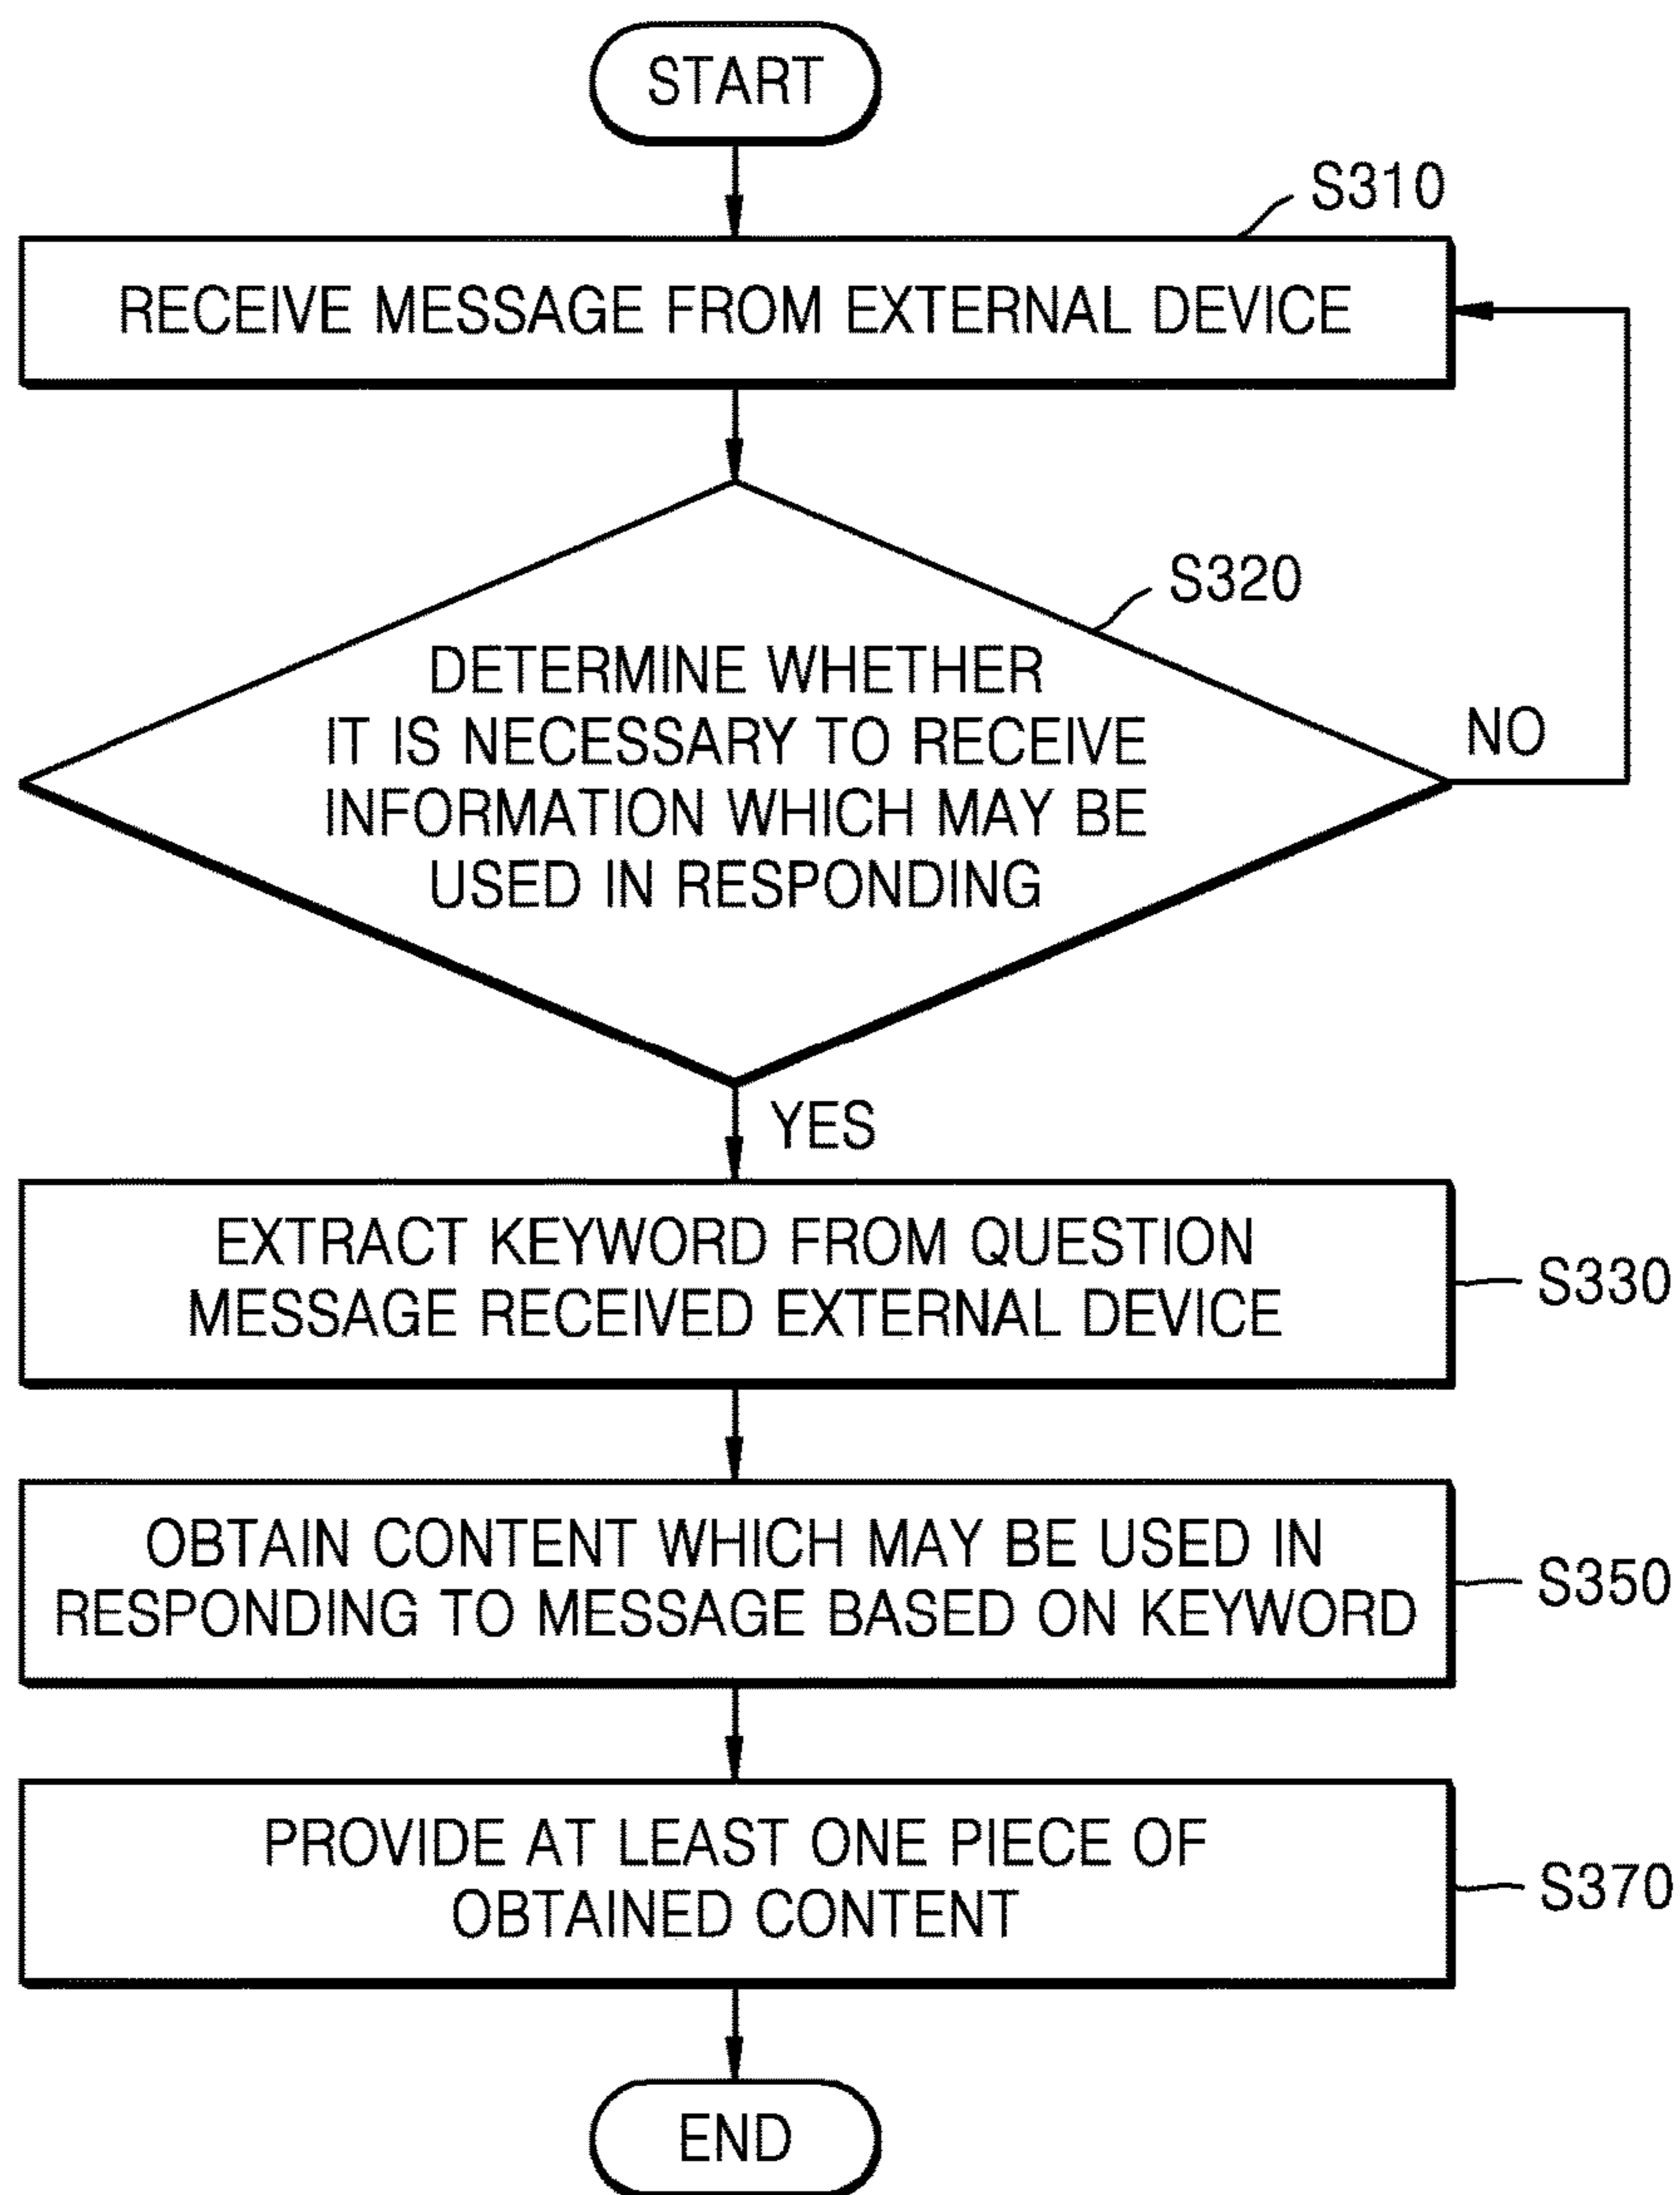 START
S310
RECEIVE MESSAGE FROM EXTERNAL DEVICE
S320
DETERMINE WHETHER
IT IS NECESSARY TO RECEIVE
INFORMATION WHICH MAY BE
USED IN RESPONDING
NO
YES
EXTRACT KEYWORD FROM QUESTION
MESSAGE RECEIVED EXTERNAL DEVICE
S330
OBTAIN CONTENT WHICH MAY BE USED IN
RESPONDING TO MESSAGE BASED ON KEYWORD
S350
PROVIDE AT LEAST ONE PIECE OF
OBTAINED CONTENT
S370
END